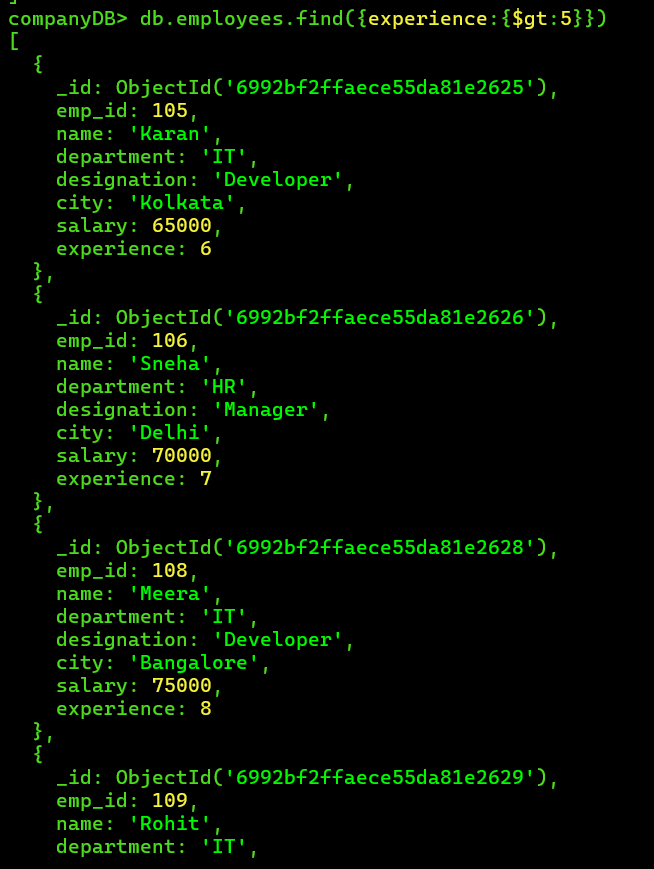 ]
companyDB> db.employees.find({experience:{$gt:5}})
[
  {
    _id: ObjectId('6992bf2ffaece55da81e2625'),
    emp_id: 105,
    name: 'Karan',
    department: 'IT',
    designation: 'Developer',
    city: 'Kolkata',
    salary: 65000,
    experience: 6
  },
  {
    _id: ObjectId('6992bf2ffaece55da81e2626'),
    emp_id: 106,
    name: 'Sneha',
    department: 'HR',
    designation: 'Manager',
    city: 'Delhi',
    salary: 70000,
    experience: 7
  },
  {
    _id: ObjectId('6992bf2ffaece55da81e2628'),
    emp_id: 108,
    name: 'Meera',
    department: 'IT',
    designation: 'Developer',
    city: 'Bangalore',
    salary: 75000,
    experience: 8
  },
  {
    _id: ObjectId('6992bf2ffaece55da81e2629'),
    emp_id: 109,
    name: 'Rohit',
    department: 'IT',